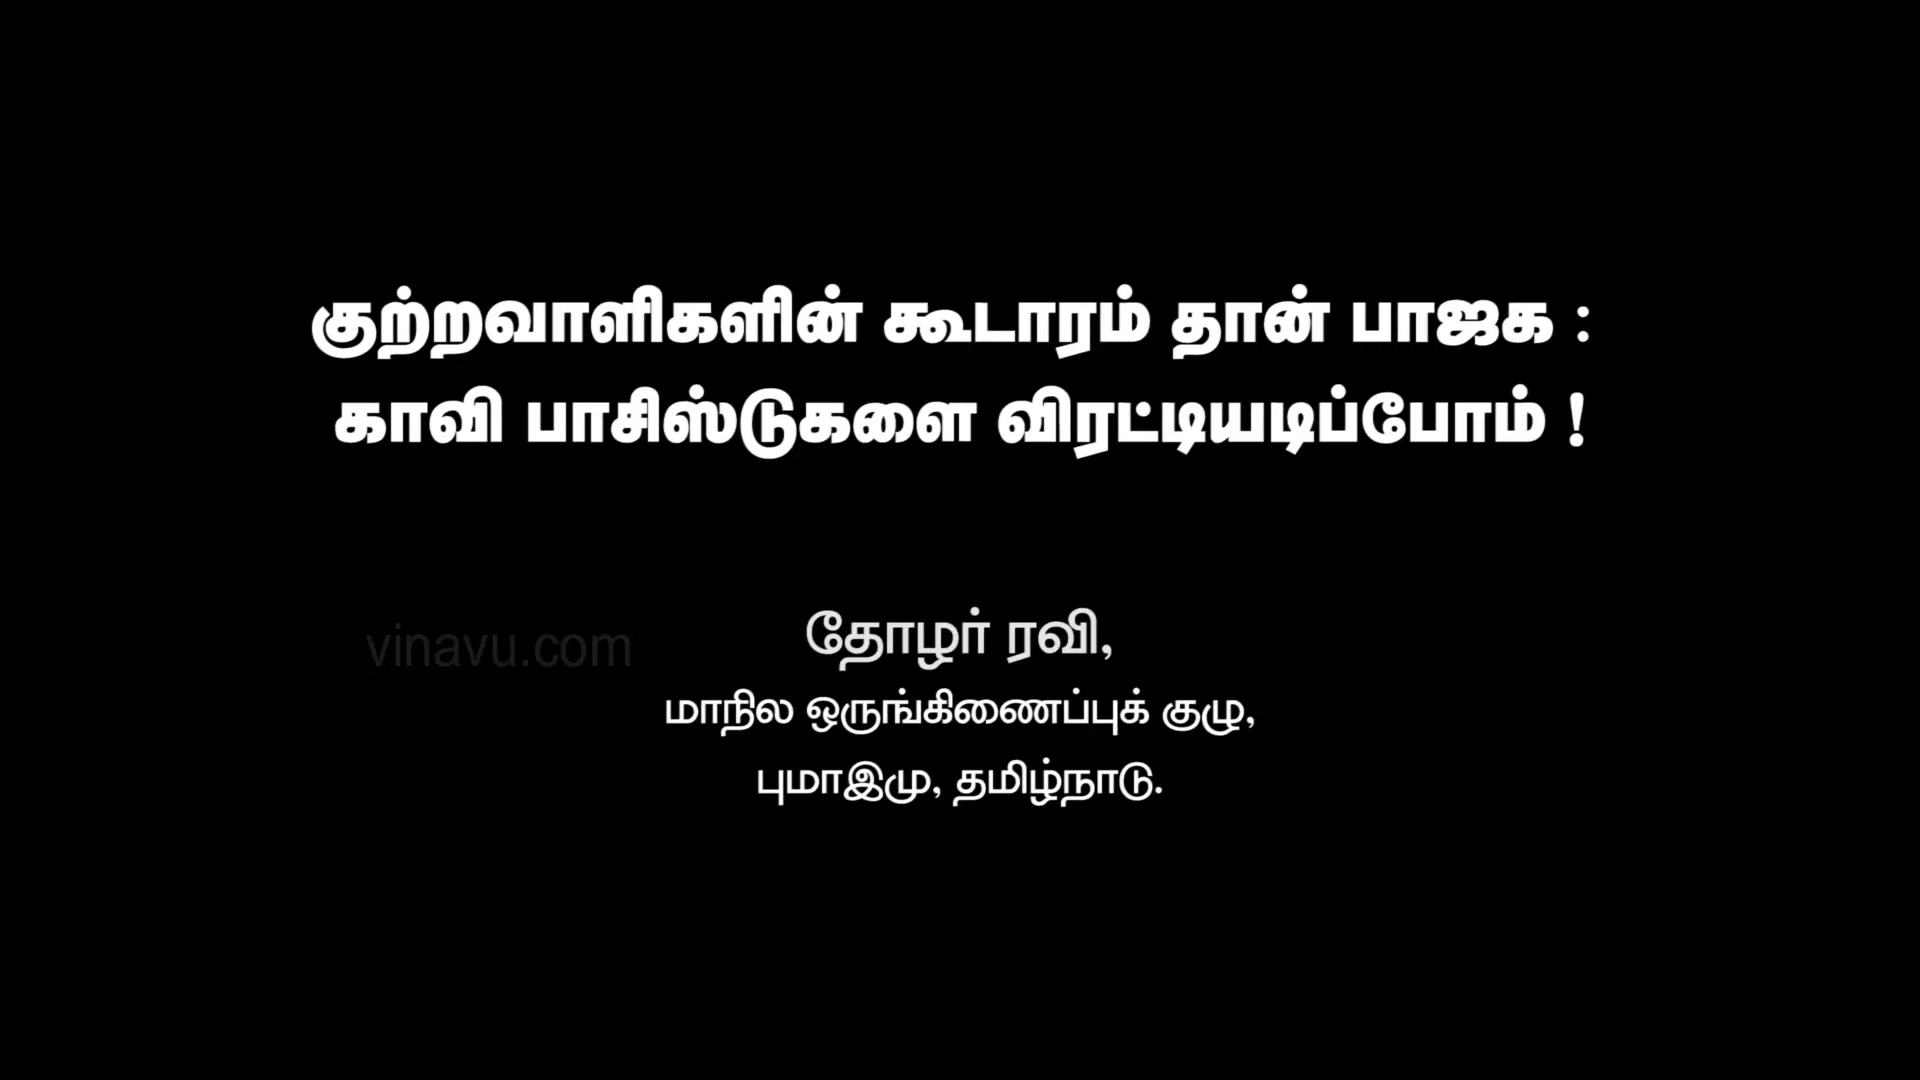 குற்றவாளிகளின் கூடாரம் தான் பாஜக :
காவி பாசிஸ்டுகளை விரட்டியடிப்போம் !
தோழர் ரவி,
vinavu.com
மாநில ஒருங்கிணைப்புக் குழு,
புமாஇமு, தமிழ்நாடு.